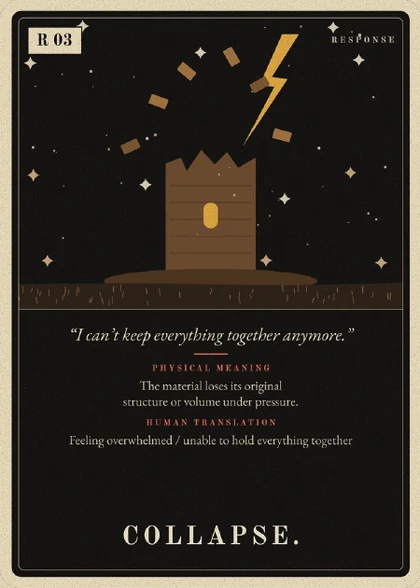 R 03
RESPONSE
“I can’t keep everything together anymore.”
PHYSICAL MEANING
The material loses its original
structure or volume under pressure.
HUMAN TRANSLATION
Feeling overwhelmed / unable to hold everything together
COLLAPSE.